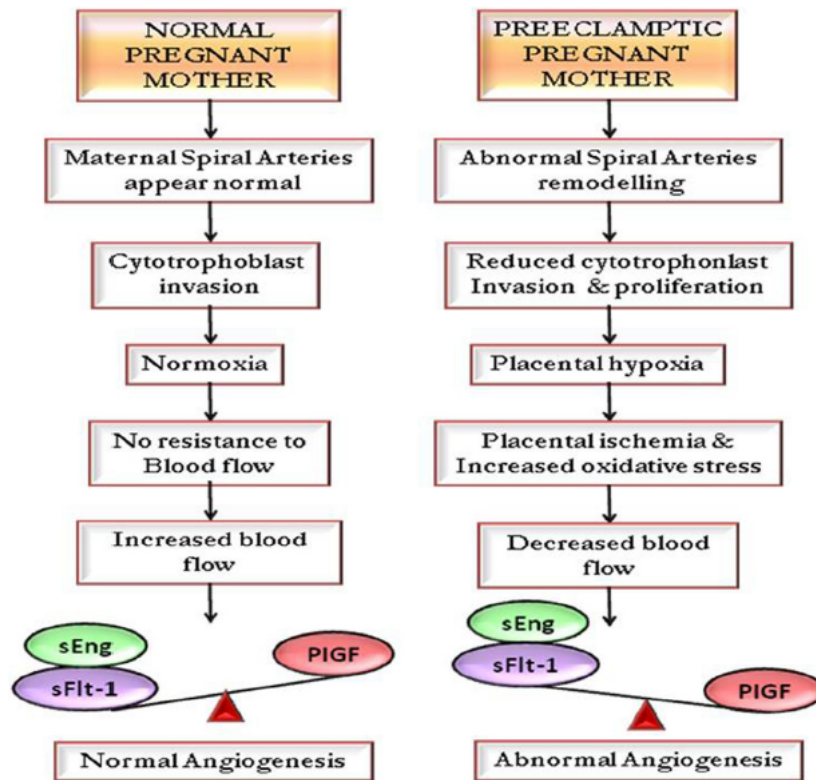 NORMAL
PREGNANT
MOTHER
Maternal Spiral Arteries
appear normal
Cytotrophoblast
invasion
Normoxia
No resistance to
Blood flow
Increased blood
flow
sEng
sFlt-1
PIGF
Normal Angiogenesis
PREECLAMPTIC
PREGNANT
MOTHER
Abnormal Spiral Arteries
remodelling
Reduced cytotrophonlast
Invasion & proliferation
Placental hypoxia
Placental ischemia &
Increased oxidative stress
Decreased blood
flow
sEng
sFlt-1
PIGF
Abnormal Angiogenesis